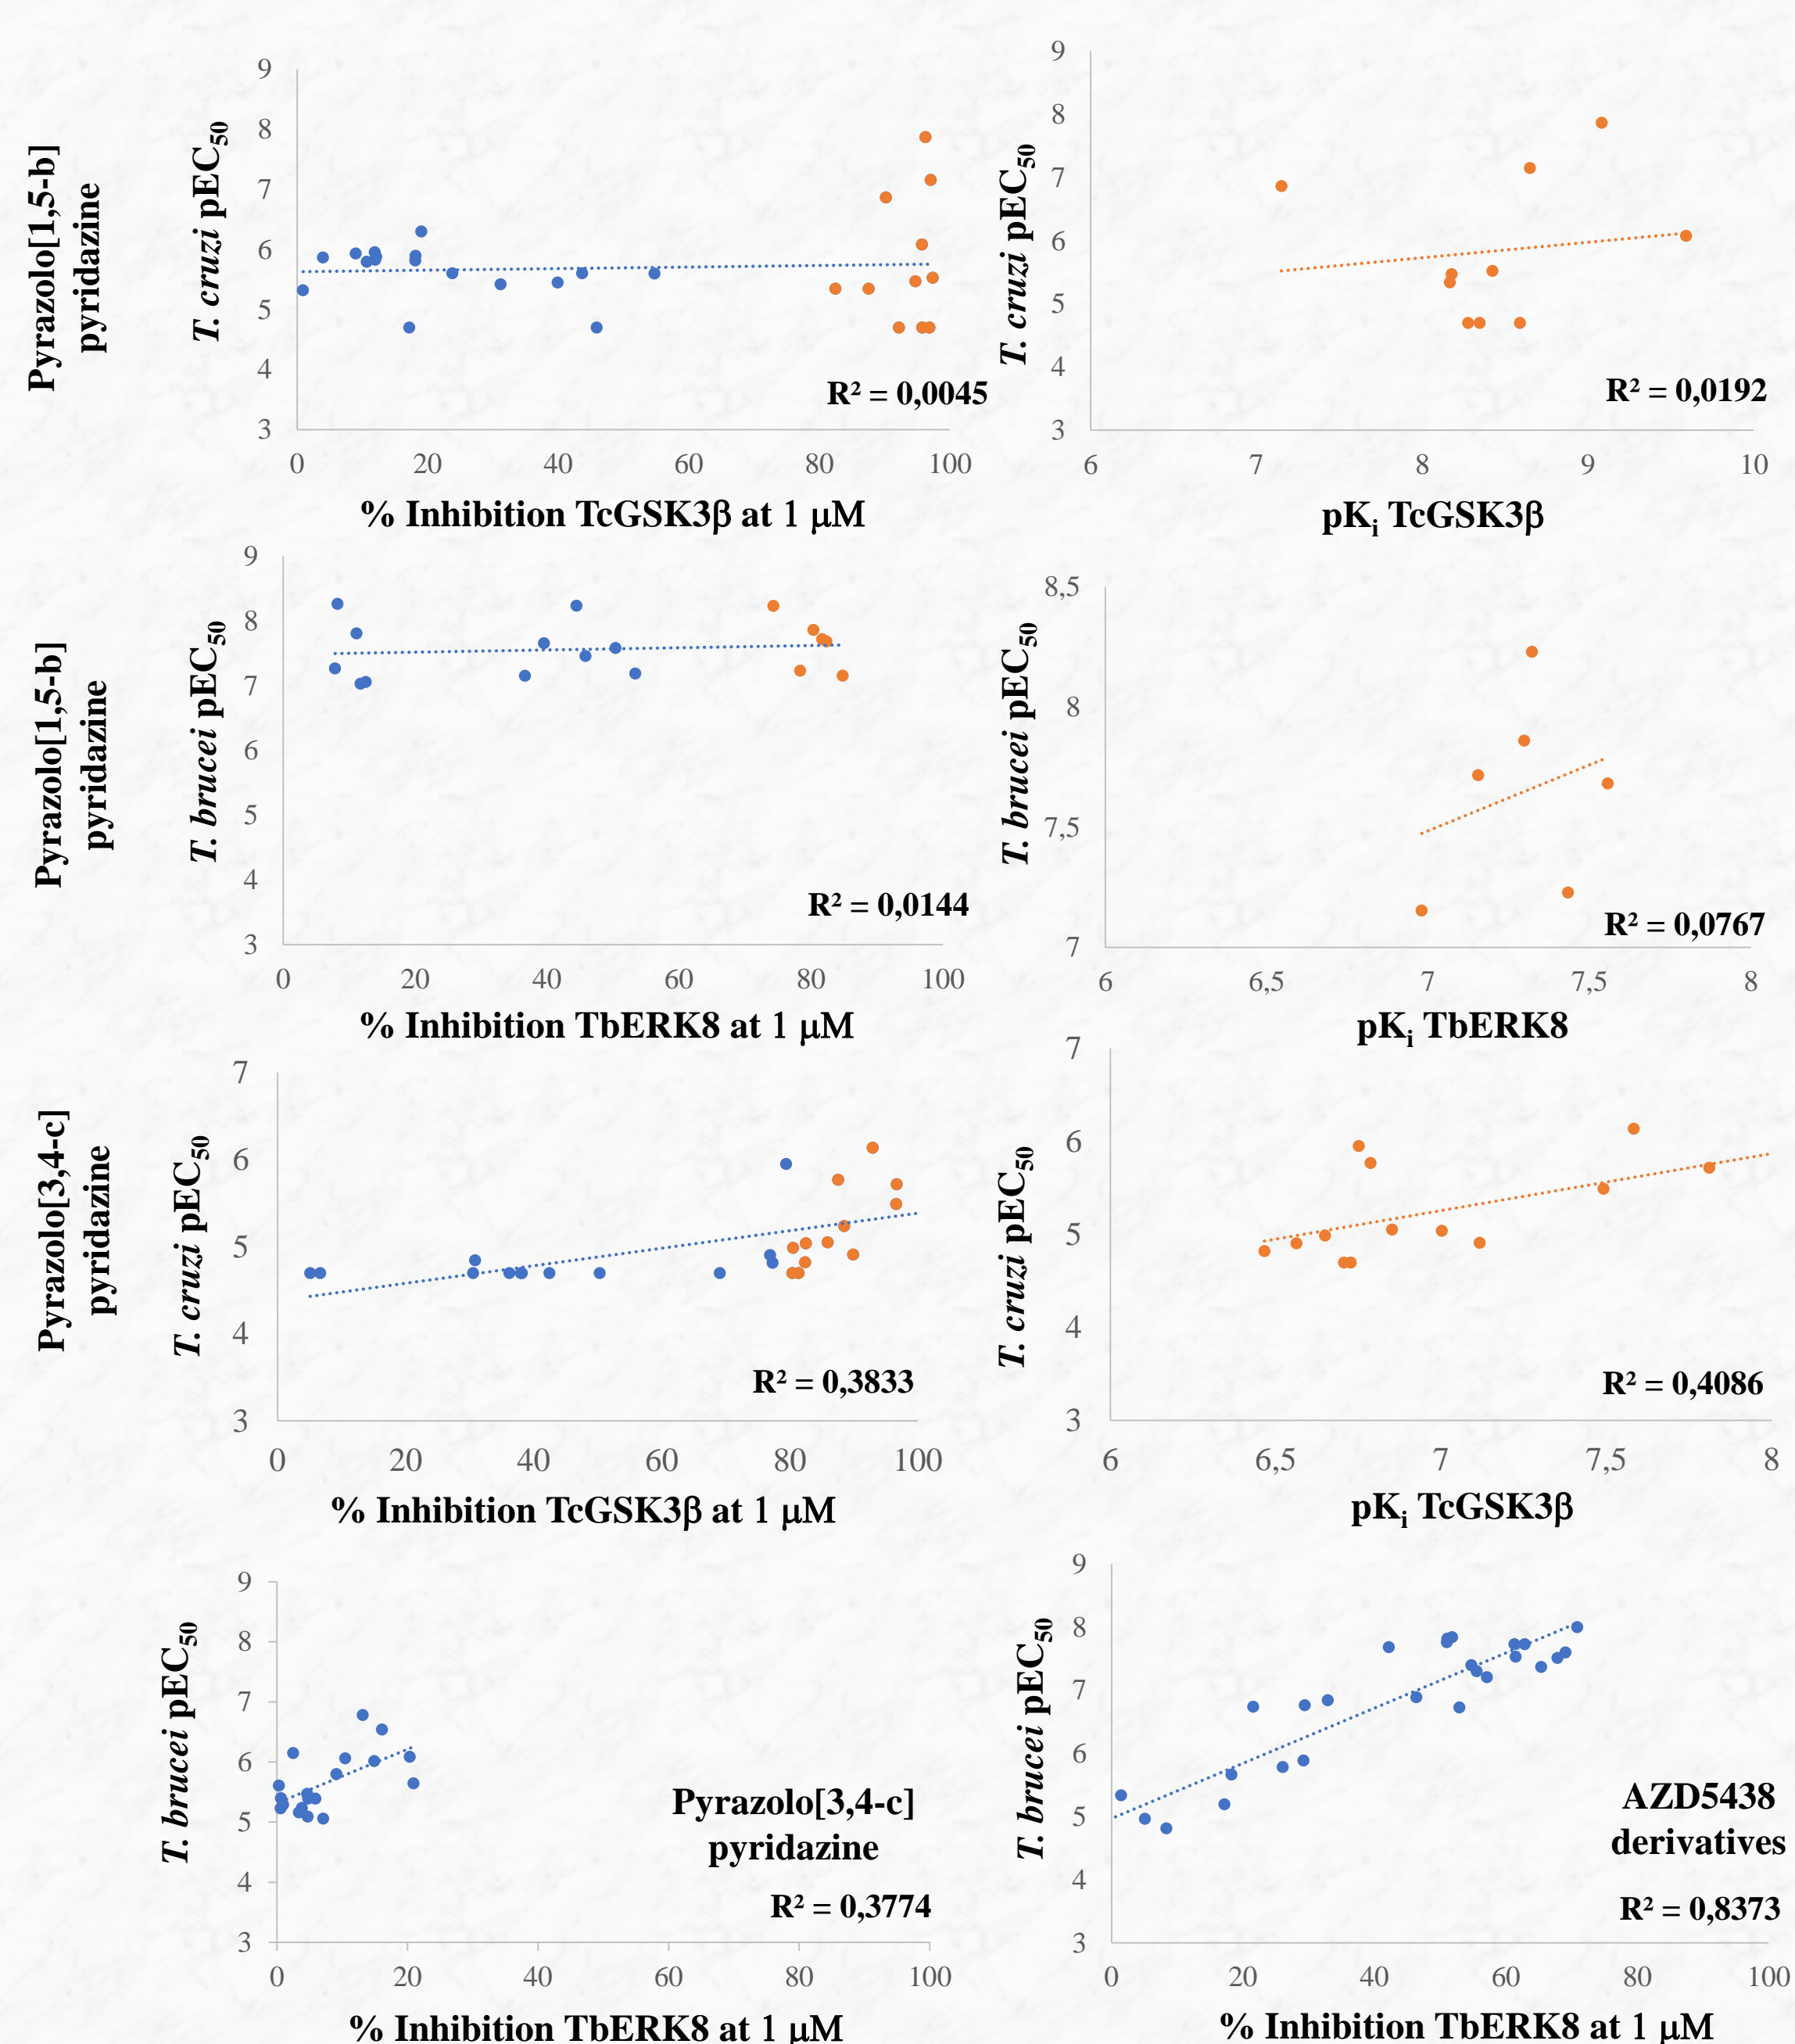 Pyrazolo[1,5-b]
pyridazine
T. cruzi pEC50
9
8
7
6
5
4
3
R² = 0,0045
0 20 40 60 80 100
% Inhibition TcGSK3β at 1 μM
T. cruzi pEC50
9
8
7
6
5
4
3
R² = 0,0192
6 7 8 9 10
pKi TcGSK3β
Pyrazolo[1,5-b]
pyridazine
T. brucei pEC50
9
8
7
6
5
4
3
R² = 0,0144
0 20 40 60 80 100
% Inhibition TbERK8 at 1 μM
T. brucei pEC50
8,5
8
7,5
7
R² = 0,0767
6 6,5 7 7,5 8
pKi TbERK8
Pyrazolo[3,4-c]
pyridazine
T. cruzi pEC50
7
6
5
4
3
R² = 0,3833
0 20 40 60 80 100
% Inhibition TcGSK3β at 1 μM
T. cruzi pEC50
7
6
5
4
3
R² = 0,4086
6 6,5 7 7,5 8
pKi TcGSK3β
T. brucei pEC50
9
8
7
6
5
4
3
Pyrazolo[3,4-c]
pyridazine
R² = 0,3774
0 20 40 60 80 100
% Inhibition TbERK8 at 1 μM
T. brucei pEC50
9
8
7
6
5
4
3
AZD5438
derivatives
R² = 0,8373
0 20 40 60 80 100
% Inhibition TbERK8 at 1 μM